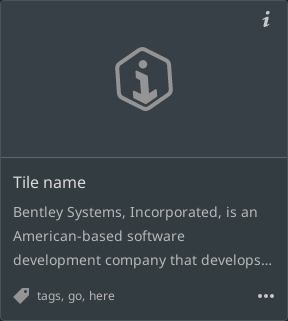 Tile name
Bentley Systems, Incorporated, is an
American-based software
development company that develops...
tags, go, here